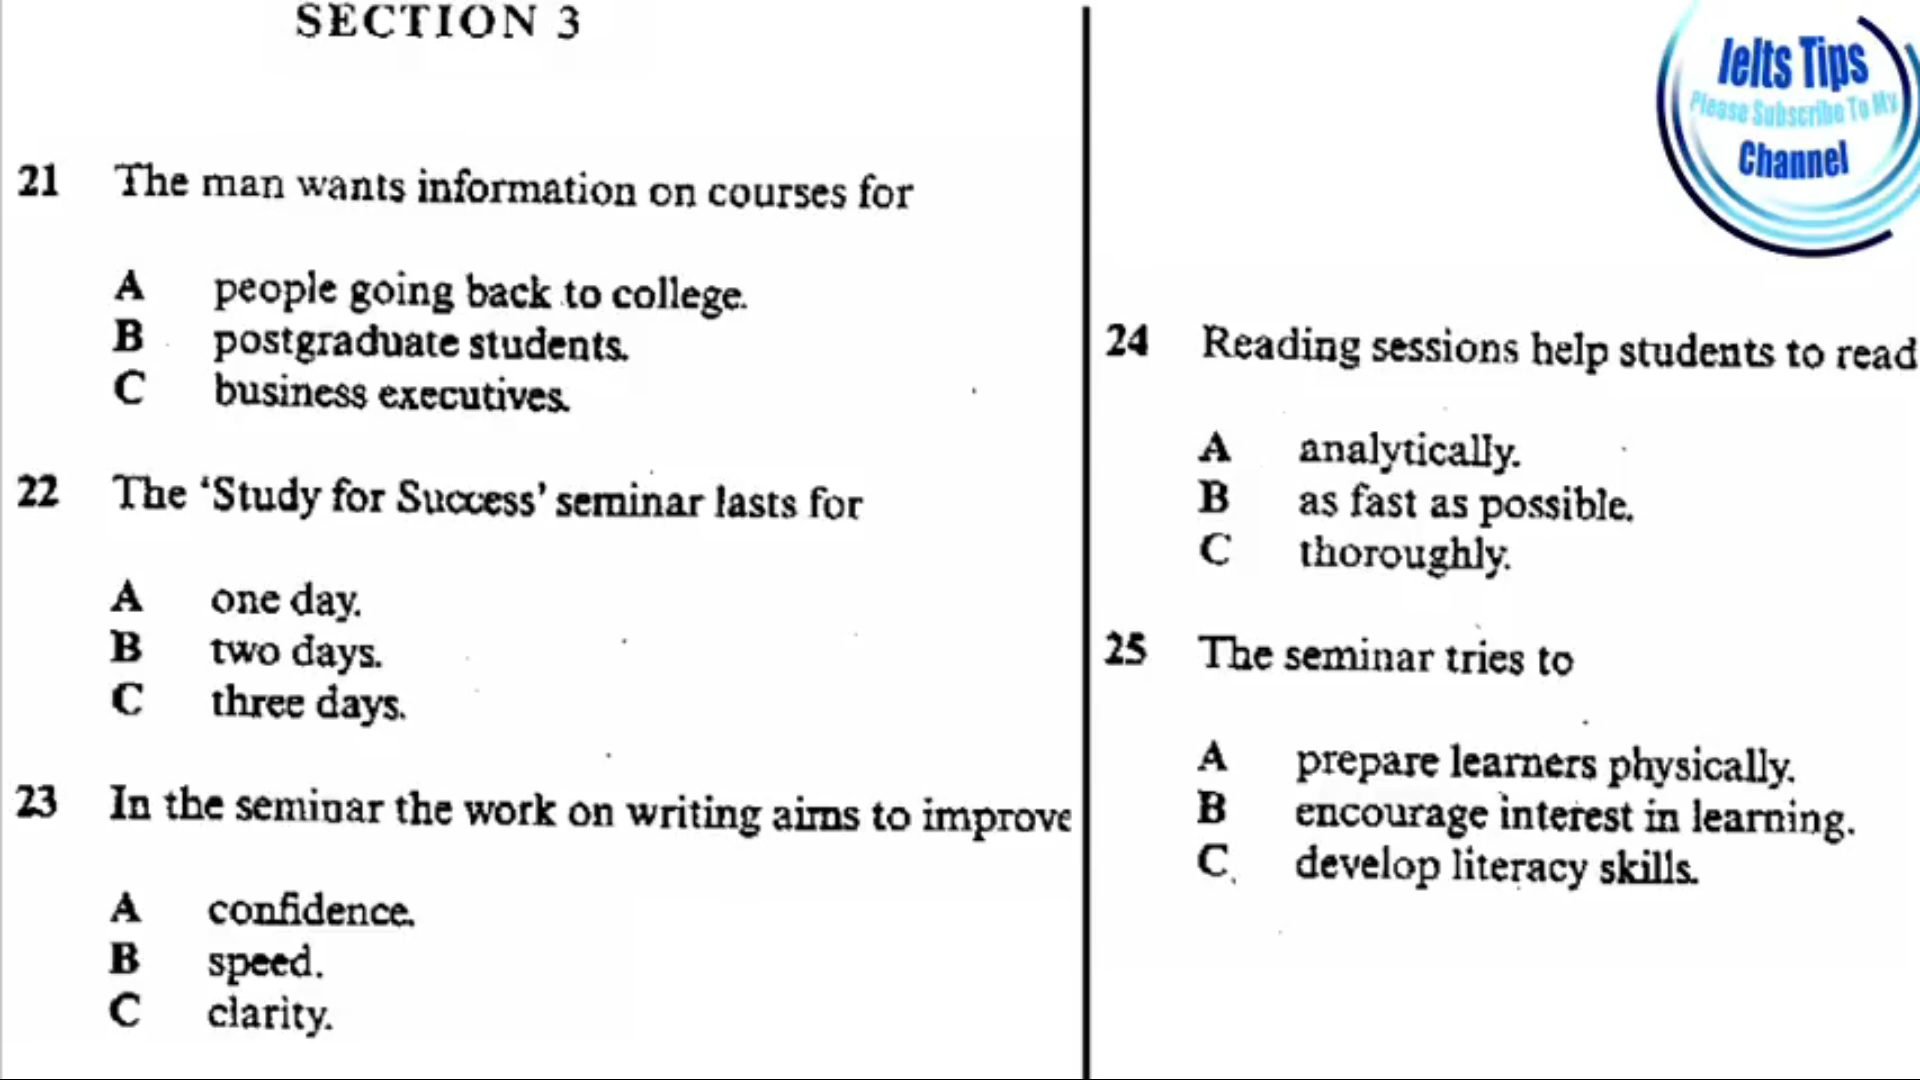 SECTION 3
21 The man wants information on courses for
A people going back to college.
B postgraduate students.
C business executives.
22 The ‘Study for Success’ seminar lasts for
A one day.
B two days.
C three days.
23 In the seminar the work on writing aims to improve
A confidence.
B speed.
C clarity.
Ielts Tips
Please Subscribe To My
Channel
24 Reading sessions help students to read
A analytically.
B as fast as possible.
C thoroughly.
25 The seminar tries to
A prepare learners physically.
B encourage interest in learning.
C. develop literacy skills.